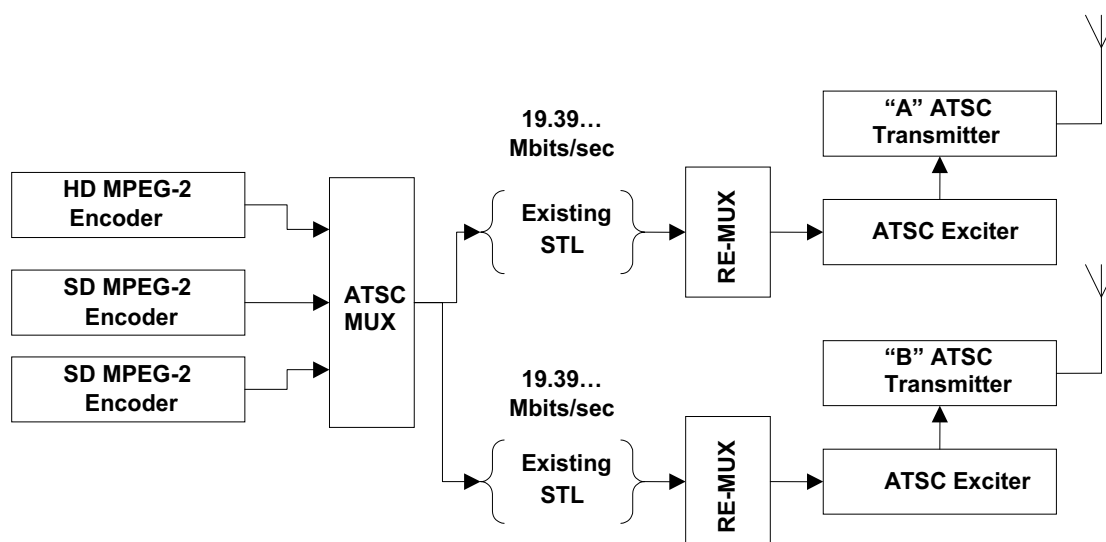 HD MPEG-2
Encoder
SD MPEG-2
Encoder
SD MPEG-2
Encoder
ATSC
MUX
19.39…
Mbits/sec
Existing
STL
RE-MUX
“A” ATSC
Transmitter
ATSC Exciter
19.39…
Mbits/sec
Existing
STL
RE-MUX
“B” ATSC
Transmitter
ATSC Exciter